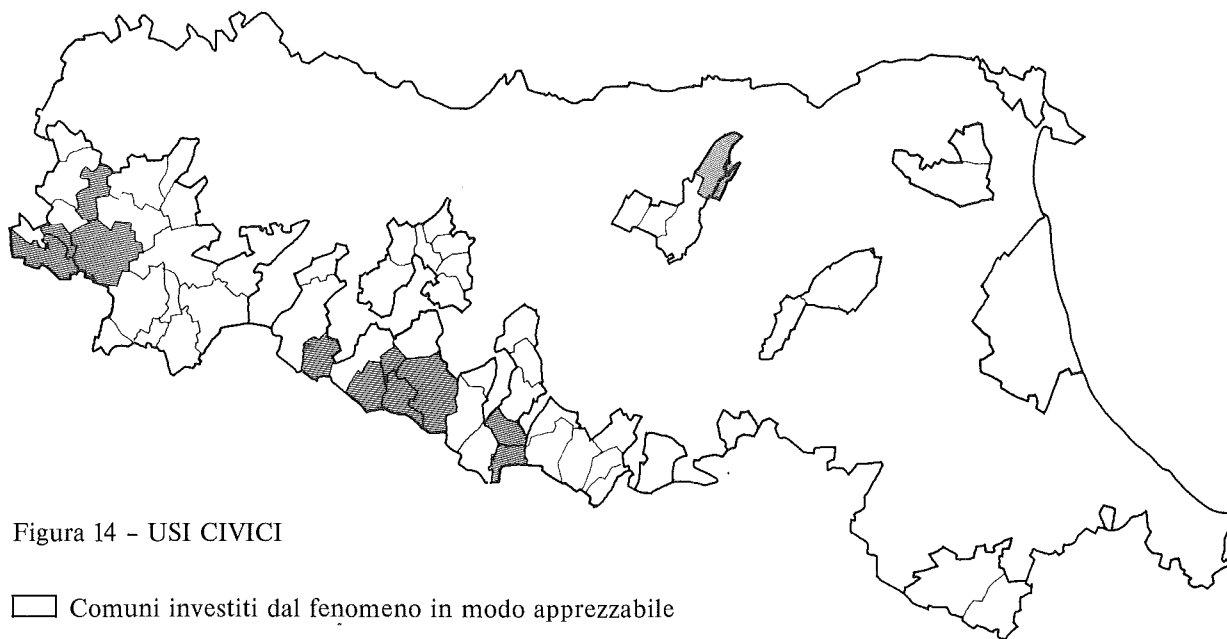 Figura 14 – USI CIVICI
Comuni investiti dal fenomeno in modo apprezzabile